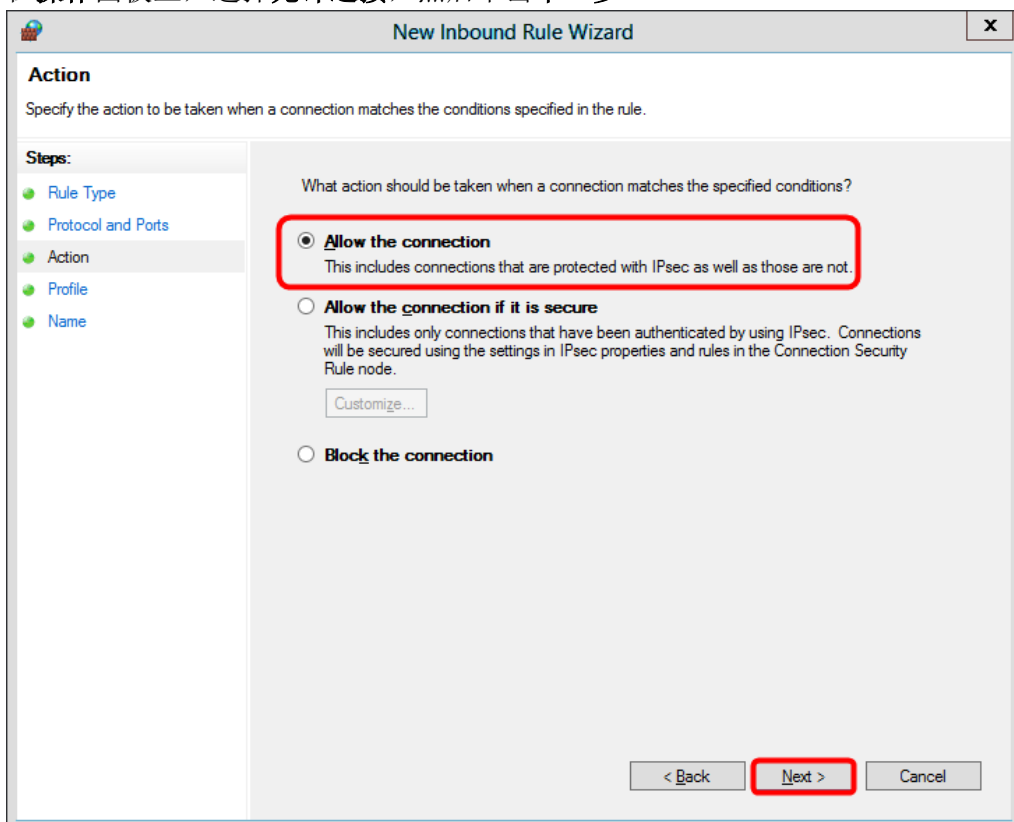 New Inbound Rule Wizard
x
Action
Specify the action to be taken when a connection matches the conditions specified in the rule.
Steps:
Rule Type
Protocol and Ports
Action
Profile
Name
What action should be taken when a connection matches the specified conditions?
Allow the connection
This includes connections that are protected with IPsec as well as those are not.
Allow the connection if it is secure
This includes only connections that have been authenticated by using IPsec. Connections
will be secured using the settings in IPsec properties and rules in the Connection Security
Rule node.
Customize...
Block the connection
< Back Next > Cancel